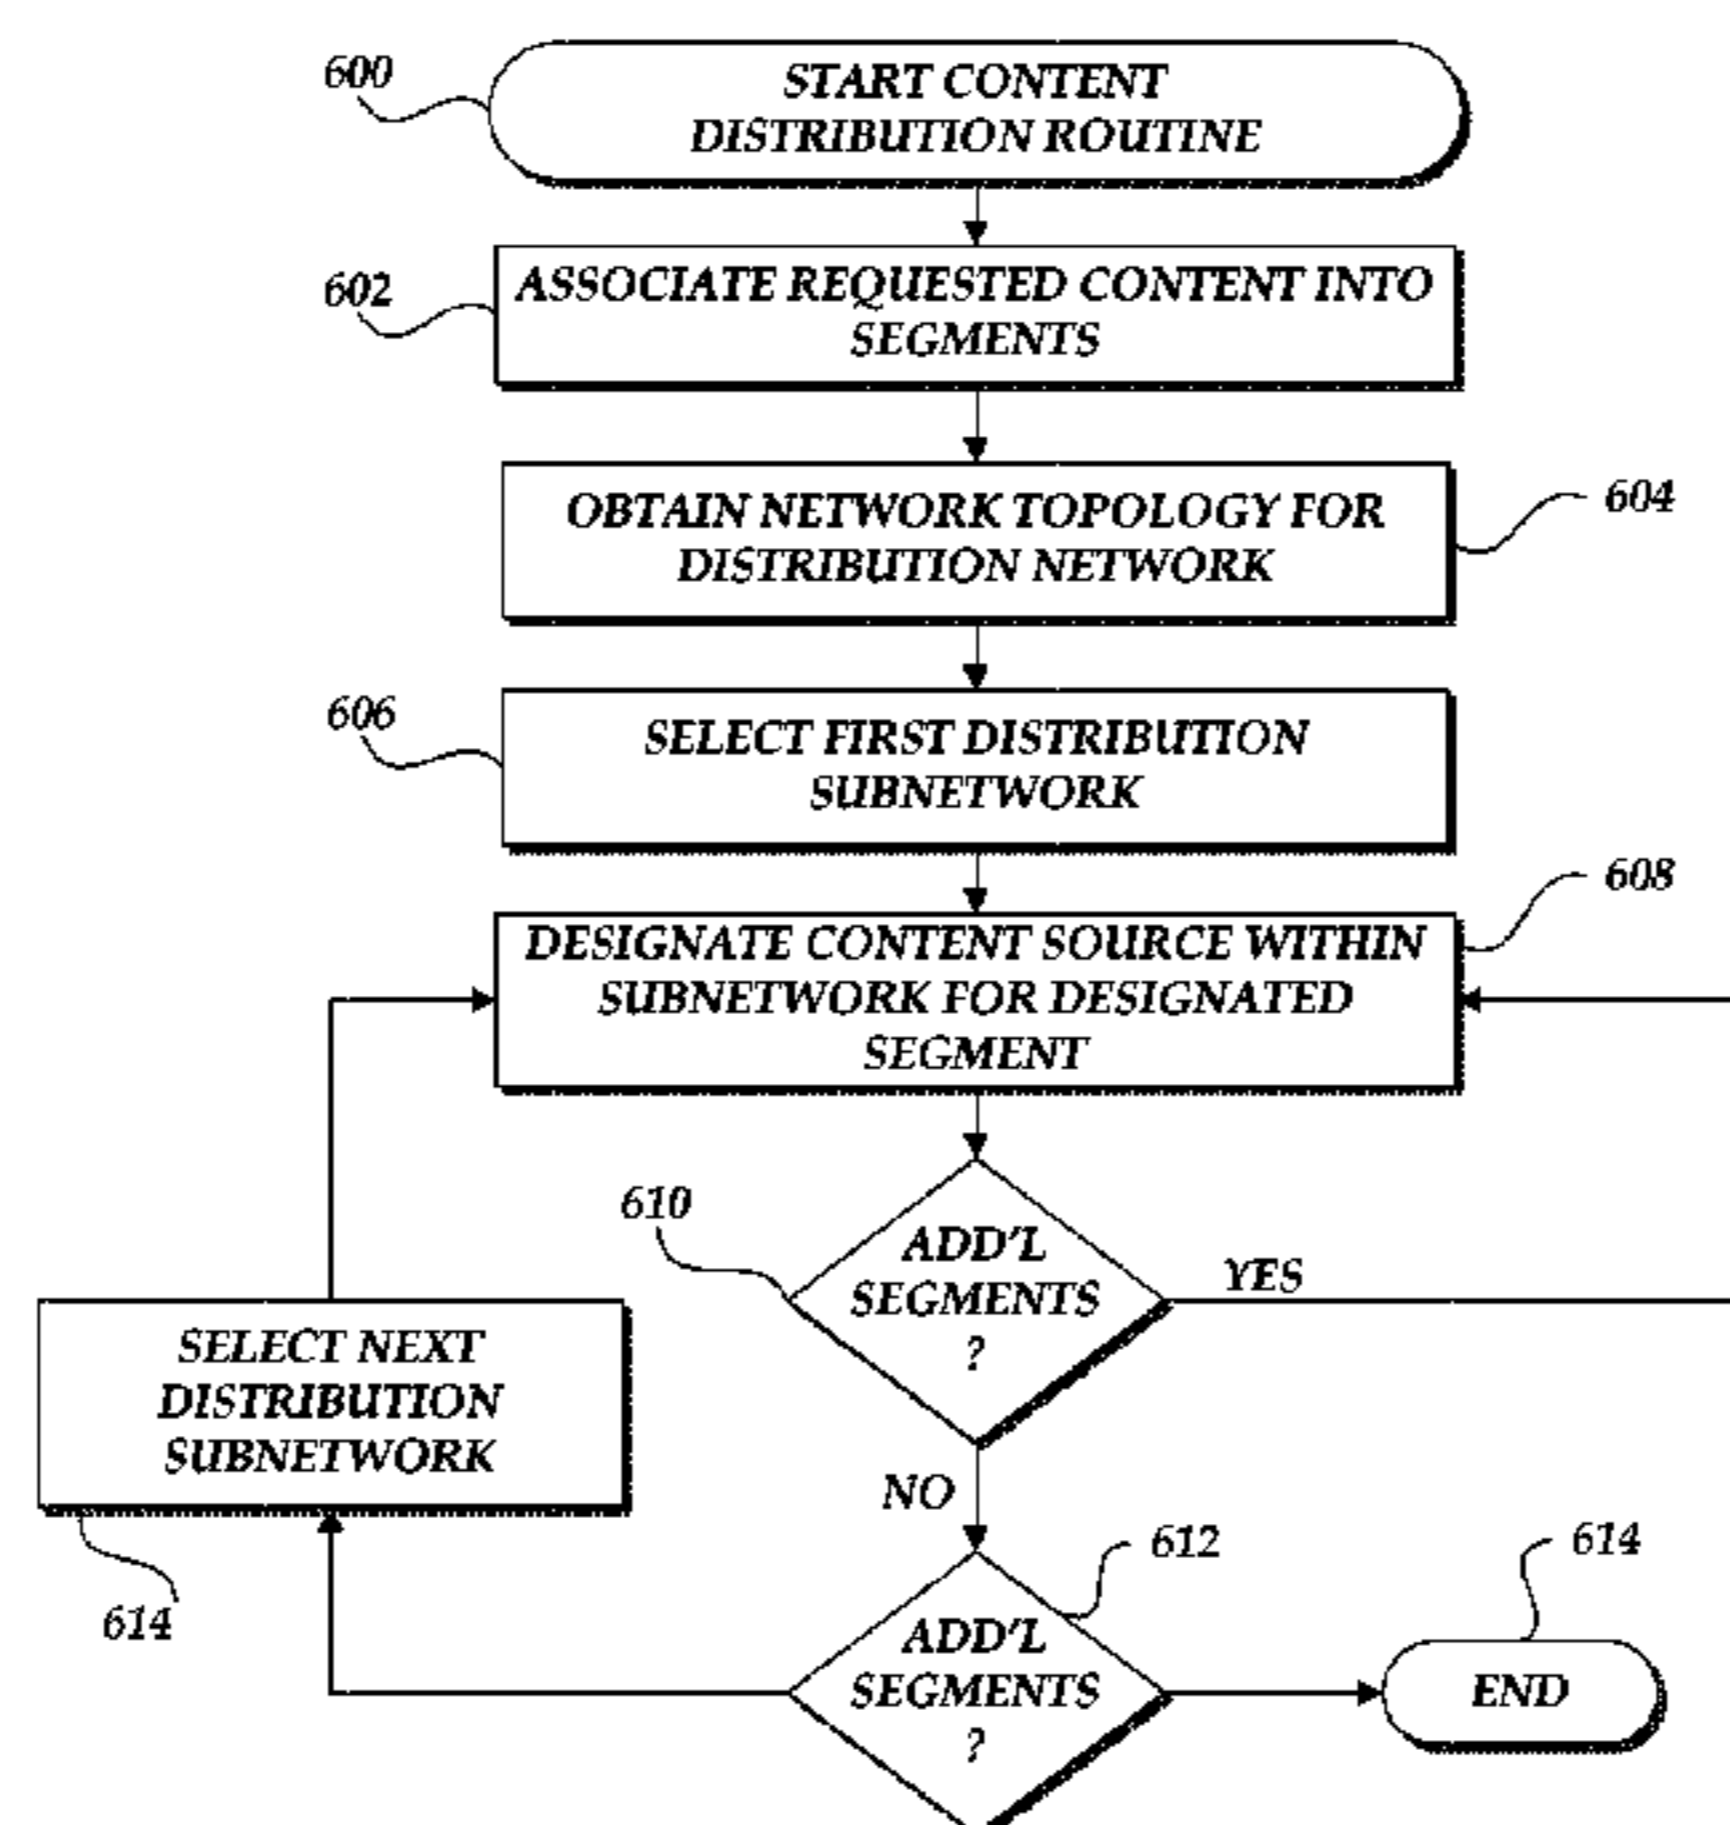 600
START CONTENT
DISTRIBUTION ROUTINE
602
ASSOCIATE REQUESTED CONTENT INTO
SEGMENTS
604
OBTAIN NETWORK TOPOLOGY FOR
DISTRIBUTION NETWORK
606
SELECT FIRST DISTRIBUTION
SUBNETWORK
608
DESIGNATE CONTENT SOURCE WITHIN
SUBNETWORK FOR DESIGNATED
SEGMENT
610
ADD'L
SEGMENTS
?
YES
SELECT NEXT
DISTRIBUTION
SUBNETWORK
614
NO
612
ADD'L
SEGMENTS
?
614
END